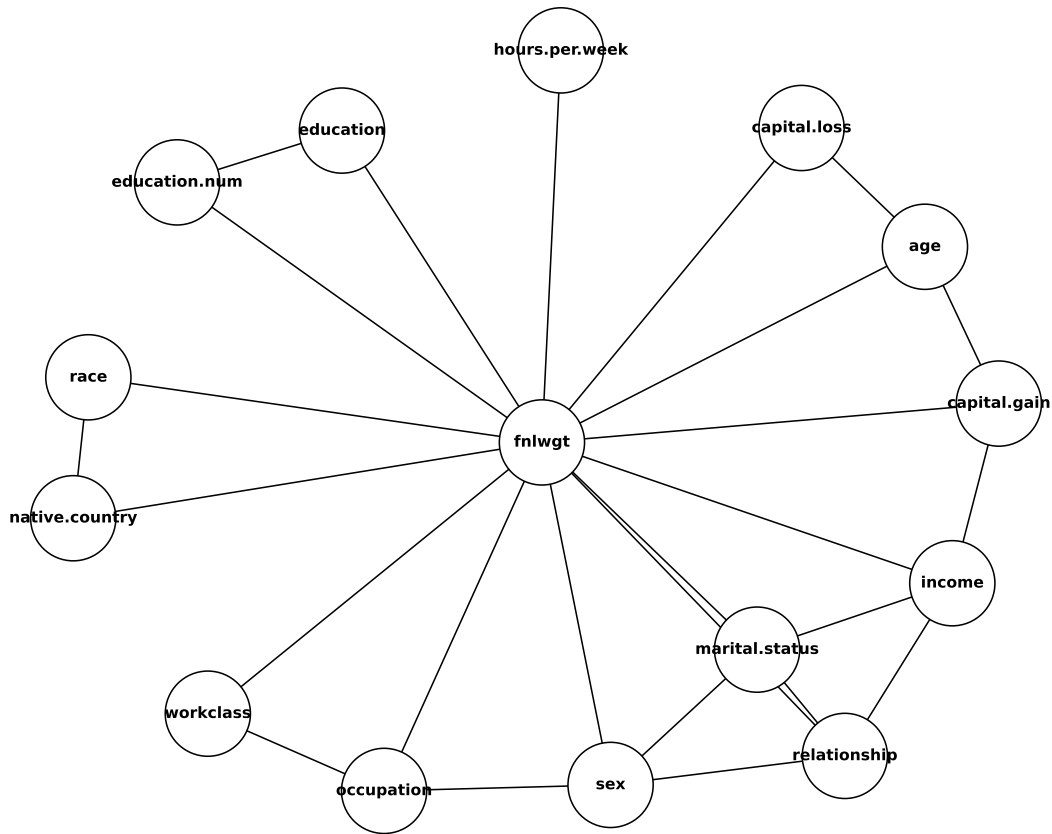 hours.per.week
capital.loss
education
education.num
age
race
capital.gain
fnlwgt
native.country
income
marital.status
workclass
relationship
sex
occupation